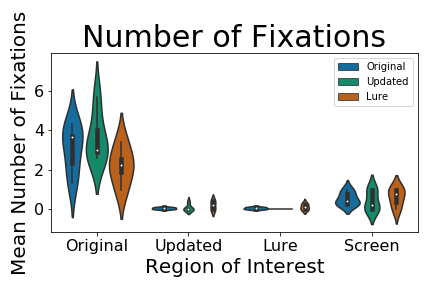 Number of Fixations
Mean Number of Fixations
6
4
2
0
Original
Updated
Lure
Original Updated Lure Screen
Region of Interest